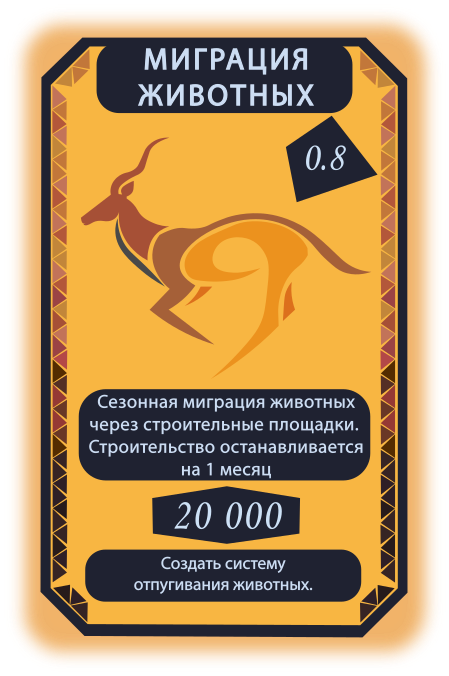 МИГРАЦИЯ
ЖИВОТНЫХ
0.8
Сезонная миграция животных
через строительные площадки.
Строительство останавливается
на 1 месяц
20 000
Создать систему
отпугивания животных.